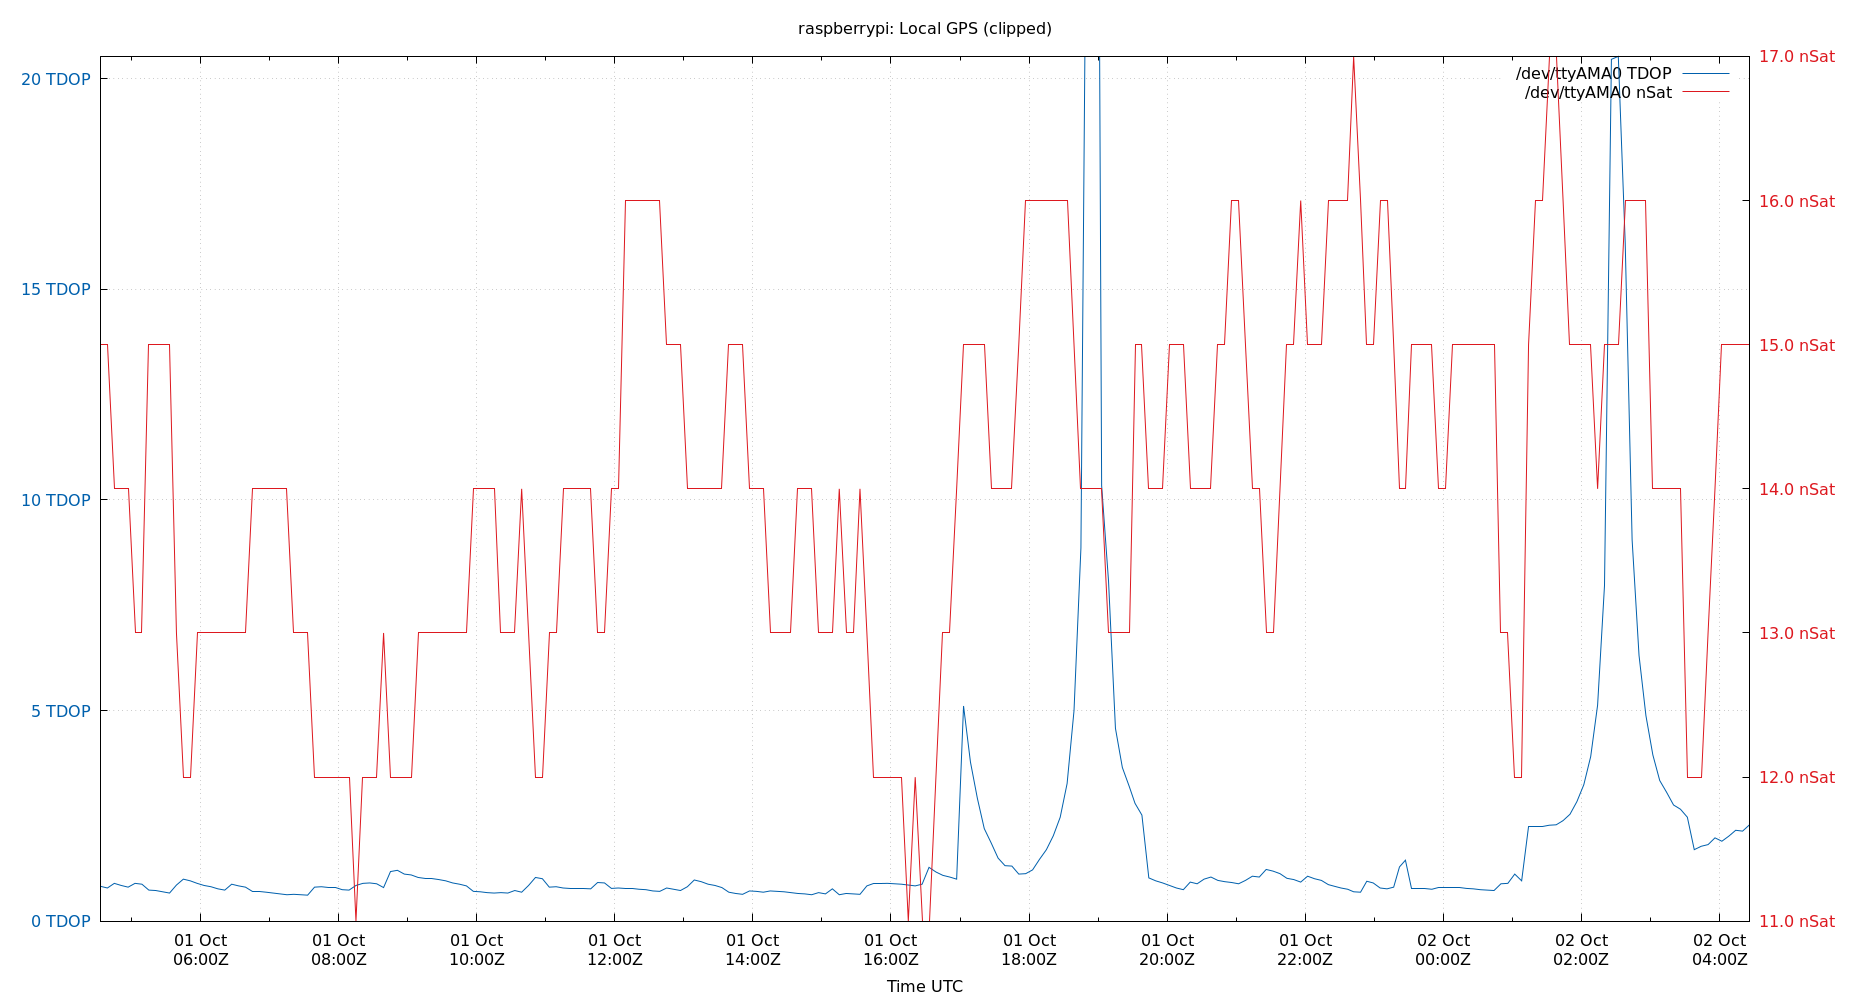 raspberrypi: Local GPS (clipped)
20 TDOP
15 TDOP
10 TDOP
5 TDOP
0 TDOP
17.0 nSat
16.0 nSat
15.0 nSat
14.0 nSat
13.0 nSat
12.0 nSat
11.0 nSat
/dev/ttyAMA0 TDOP
/dev/ttyAMA0 nSat
01 Oct 01 Oct 01 Oct 01 Oct 01 Oct 01 Oct 01 Oct 01 Oct 01 Oct 02 Oct 02 Oct 02 Oct
06:00Z 08:00Z 10:00Z 12:00Z 14:00Z 16:00Z 18:00Z 20:00Z 22:00Z 00:00Z 02:00Z 04:00Z
Time UTC